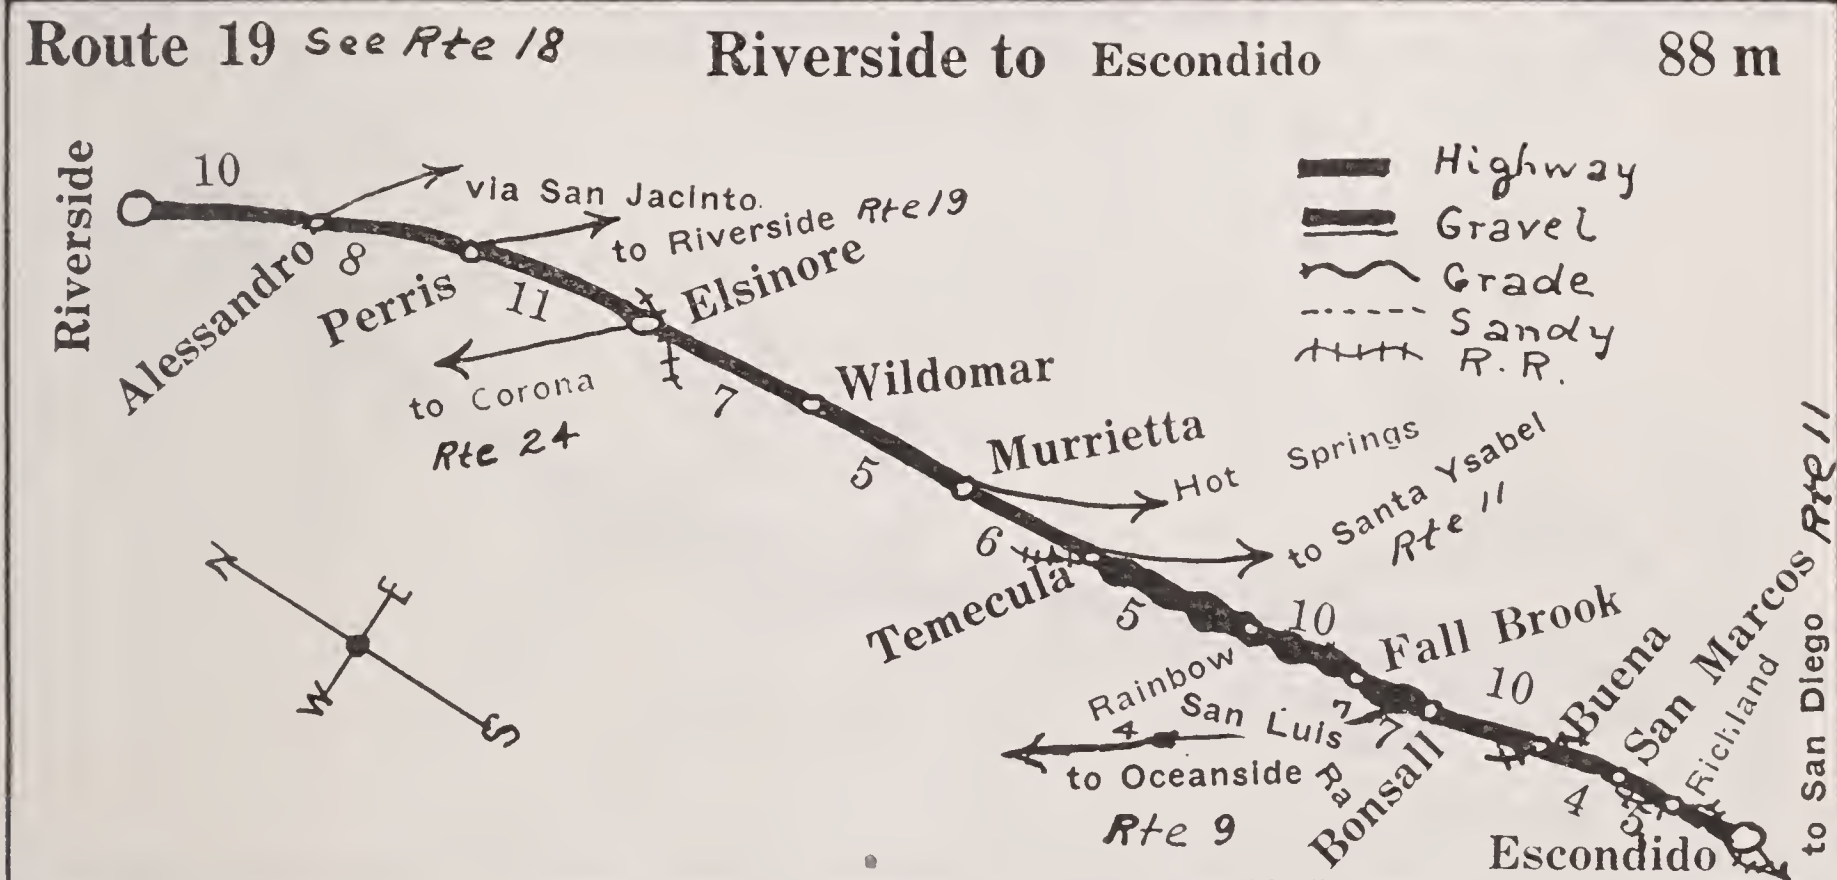 Route 19 See Rte 18 Riverside to Escondido 88 m
Highway
Gravel
Grade
Sandy
R.R.
Riverside
10
via San Jacinto.
to Riverside Rte 19
Alessandro
8
Perris
11
Elsinore
to Corona
Rte 24
7
Wildomar
5
Murrietta
Hot Springs
6
to Santa Ysabel
Rte 11
Temecula
5
10
Rainbow
Fall Brook
10
4
San Luis
Ra
7
7
to Oceanside
Rte 9
Bonsall
Buena
4
San Marcos
Richland
Escondido
to San Diego Rte 11
N
E
W
S